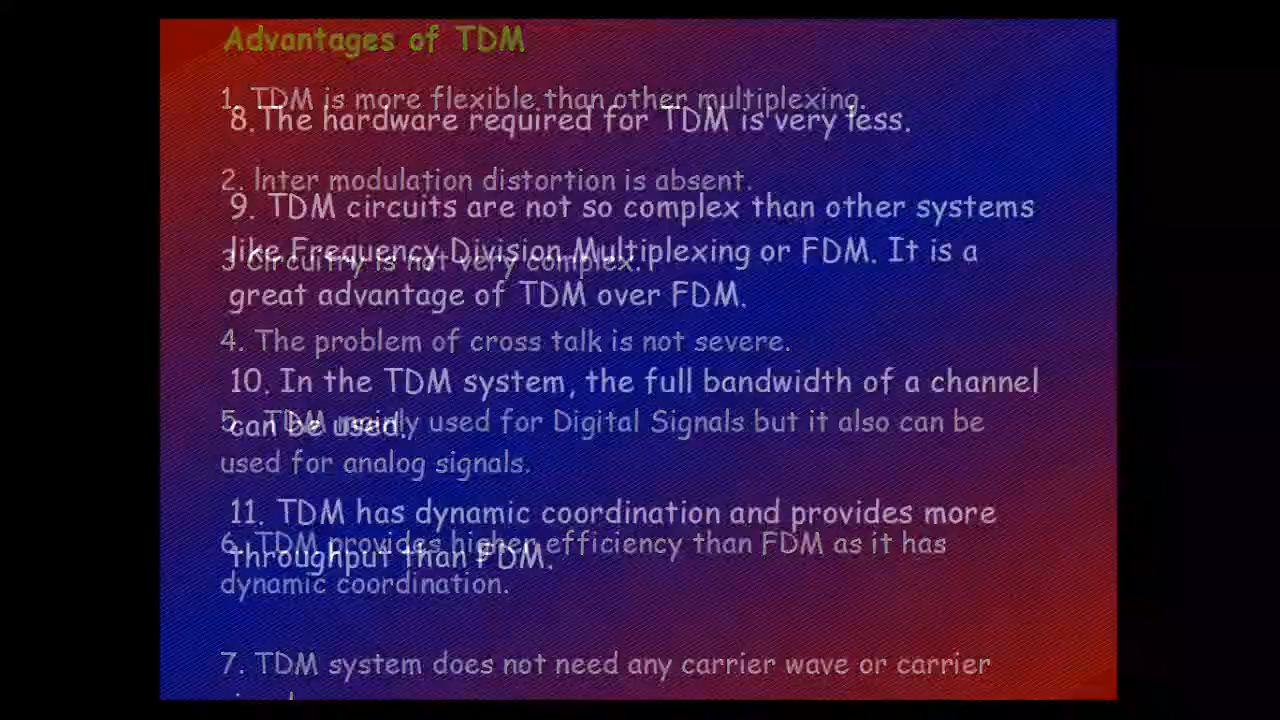 Advantages of TDM
1. TDM is more flexible than other multiplexing.
8.The hardware required for TDM is very less.
2. Inter modulation distortion is absent.
9. TDM circuits are not so complex than other systems
like Frequency Division Multiplexing or FDM. It is a
3 Circuitry is not very complex.
great advantage of TDM over FDM.
4. The problem of cross talk is not severe.
10. In the TDM system, the full bandwidth of a channel
can be used.
5. TDM mainly used for Digital Signals but it also can be
used for analog signals.
11. TDM has dynamic coordination and provides more
6. TDM provides higher efficiency than FDM as it has
throughput than FDM.
dynamic coordination.
7. TDM system does not need any carrier wave or carrier